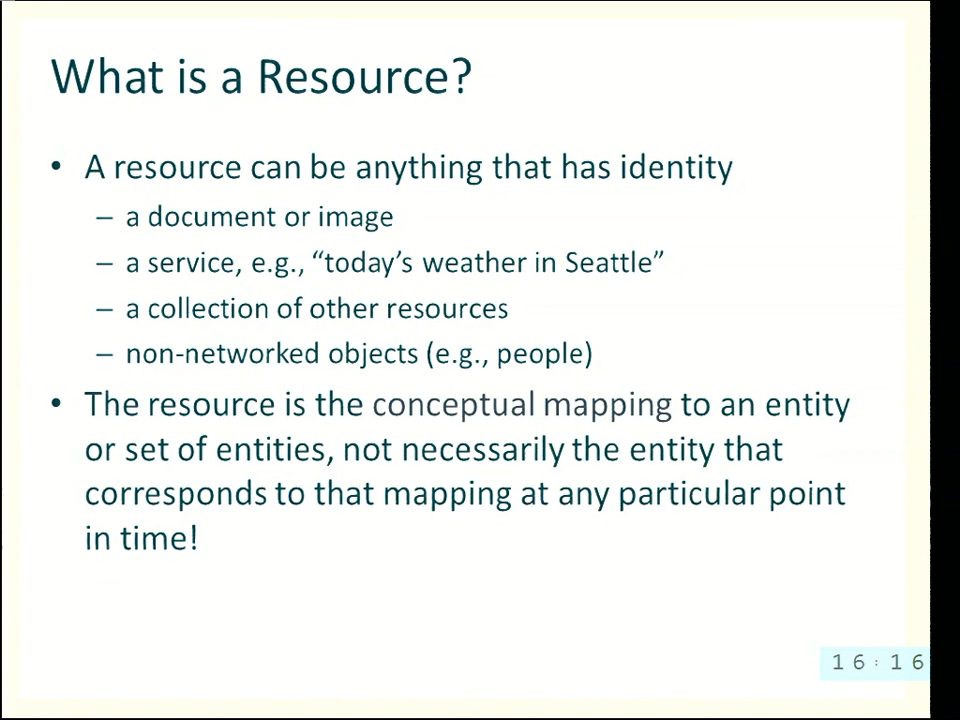 What is a Resource?
• A resource can be anything that has identity
– a document or image
– a service, e.g., “today’s weather in Seattle”
– a collection of other resources
– non-networked objects (e.g., people)
• The resource is the conceptual mapping to an entity
or set of entities, not necessarily the entity that
corresponds to that mapping at any particular point
in time!
16:16